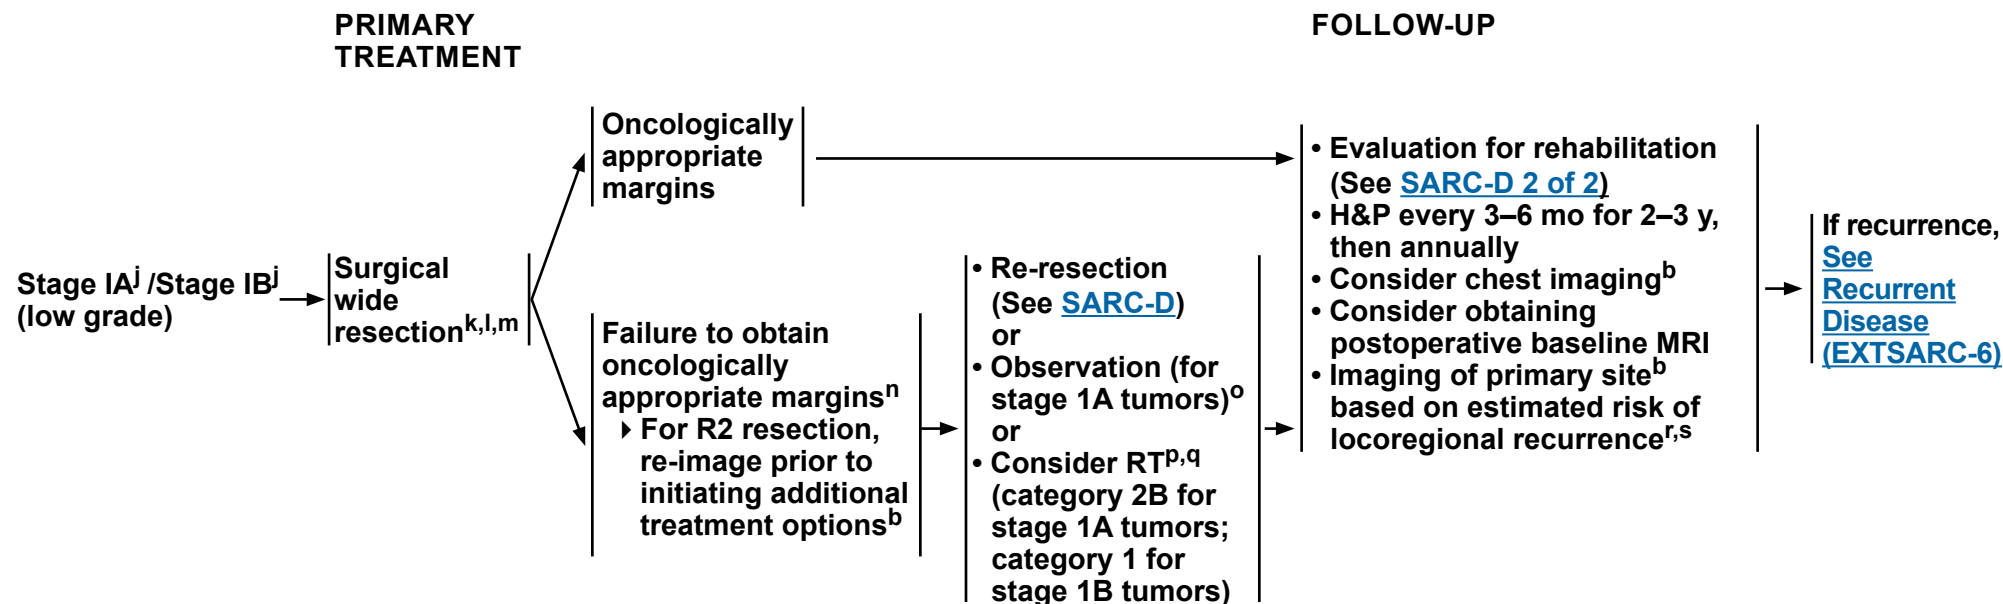 PRIMARY
TREATMENT
FOLLOW-UP
Stage IAj /Stage IBj
(low grade)
Surgical
wide
resectionk,l,m
Oncologically
appropriate
margins
Failure to obtain
oncologically
appropriate marginsn
For R2 resection,
re-image prior to
initiating additional
treatment optionsb
• Re-resection
(See SARC-D)
or
• Observation (for
stage 1A tumors)o
or
• Consider RTp,q
(category 2B for
stage 1A tumors;
category 1 for
stage 1B tumors)
• Evaluation for rehabilitation
(See SARC-D 2 of 2)
• H&P every 3–6 mo for 2–3 y,
then annually
• Consider chest imagingb
• Consider obtaining
postoperative baseline MRI
• Imaging of primary siteb
based on estimated risk of
locoregional recurrencer,s
If recurrence,
See
Recurrent
Disease
(EXTSARC-6)